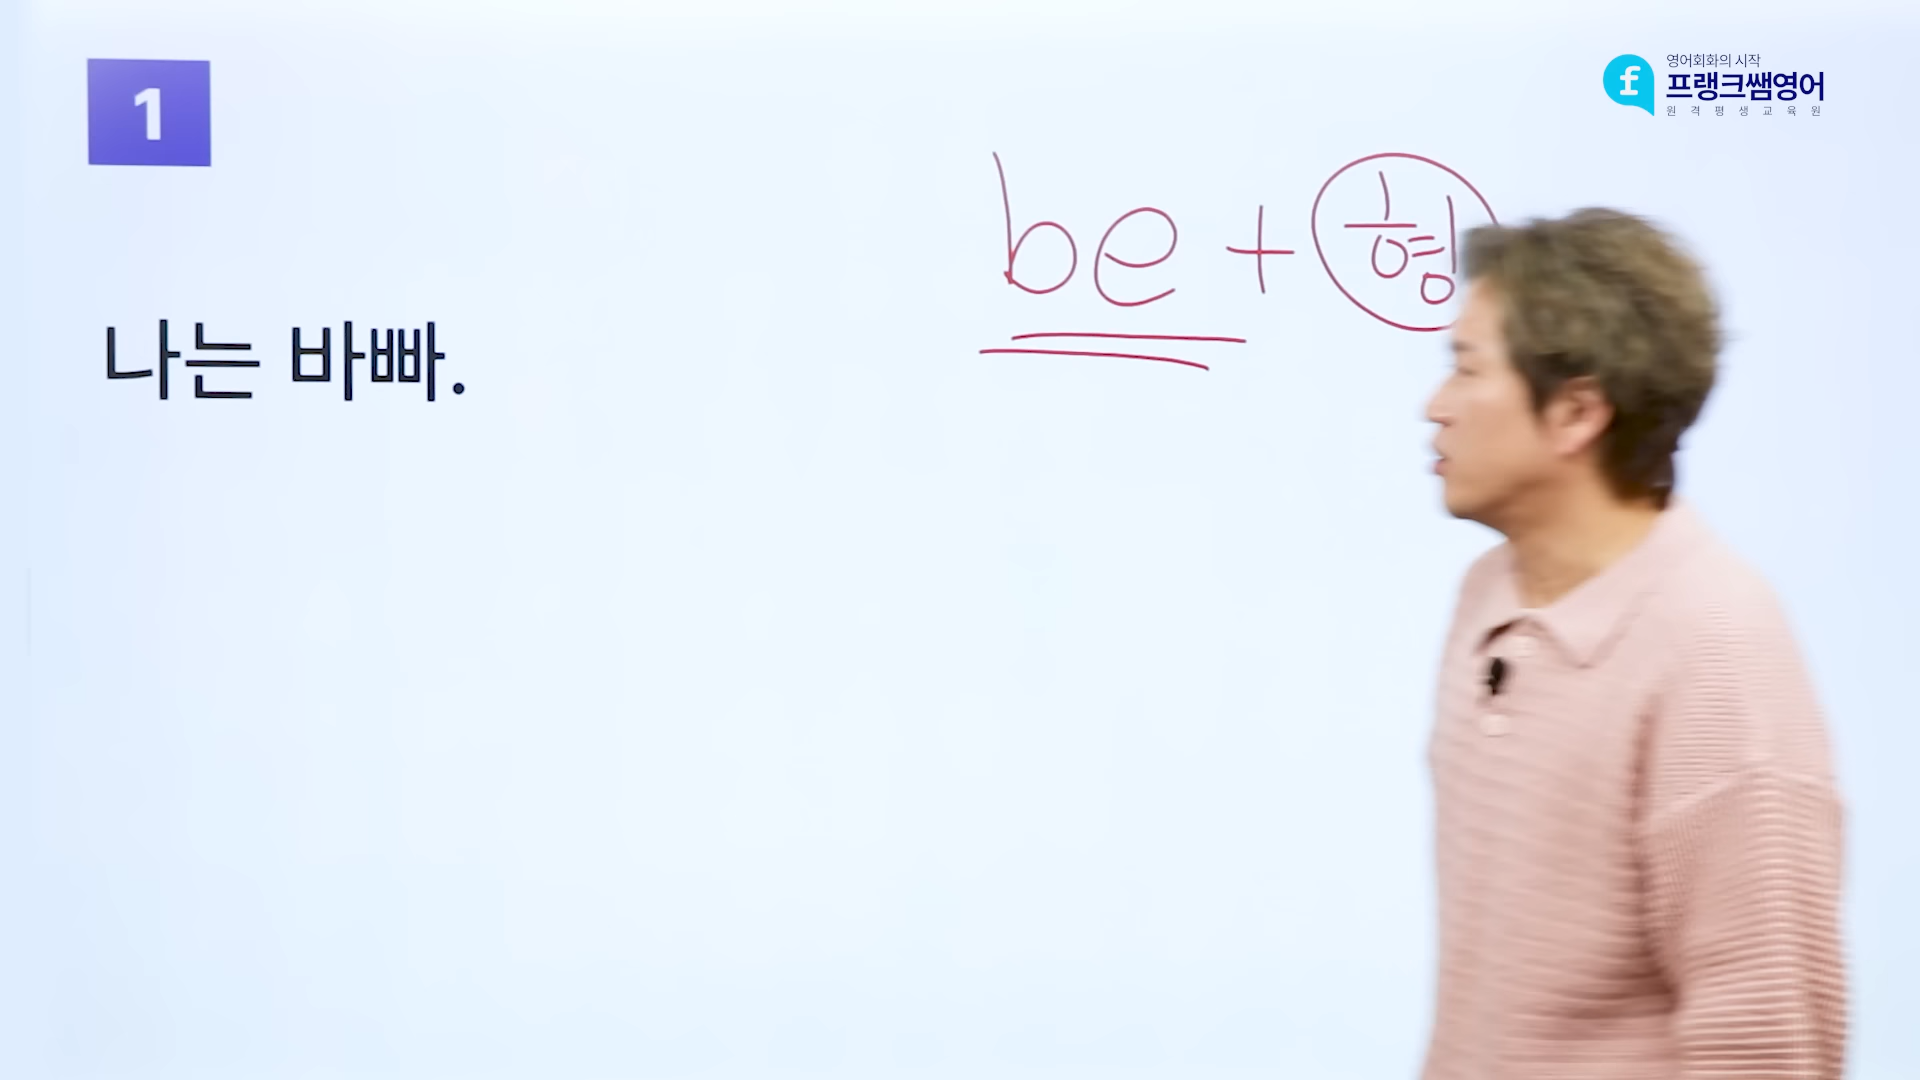 1
영어회화의 시작
프랭크쌤영어
원격평생교육원
be + 형
나는 바빠.